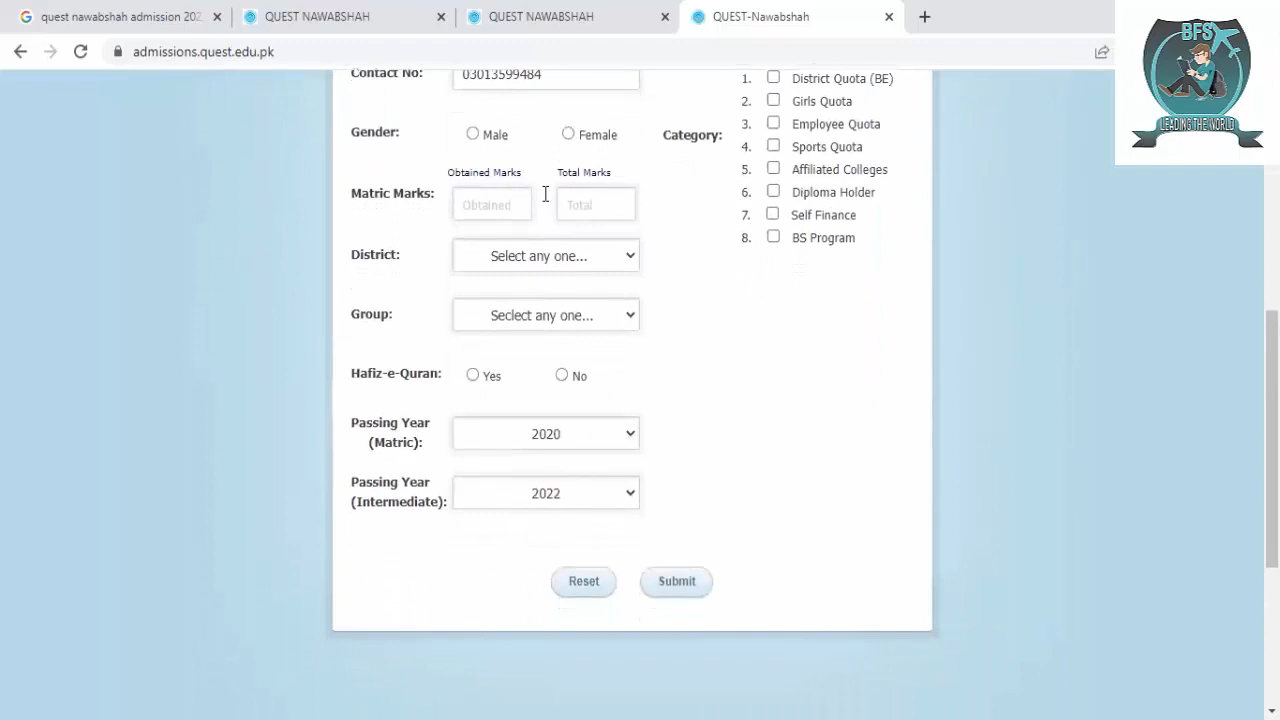 quest nawabshah admission 202
QUEST NAWABSHAH
QUEST NAWABSHAH
QUEST-Nawabshah
admissions.quest.edu.pk
BFS
LEADING THE WORLD
Contact No:
03013599484
Gender:
Male
Female
Category:
1. District Quota (BE)
2. Girls Quota
3. Employee Quota
4. Sports Quota
5. Affiliated Colleges
6. Diploma Holder
7. Self Finance
8. BS Program
Obtained Marks
Total Marks
Matric Marks:
Obtained
Total
District:
Select any one...
Group:
Seclect any one...
Hafiz-e-Quran:
Yes
No
Passing Year
(Matric):
2020
Passing Year
(Intermediate):
2022
Reset
Submit